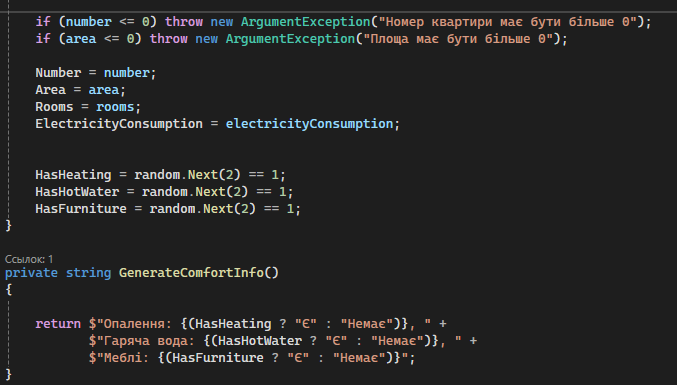 if (number <= 0) throw new ArgumentException("Номер квартири має бути більше 0");
if (area <= 0) throw new ArgumentException("Площа має бути більше 0");
Number = number;
Area = area;
Rooms = rooms;
ElectricityConsumption = electricityConsumption;
HasHeating = random.Next(2) == 1;
HasHotWater = random.Next(2) == 1;
HasFurniture = random.Next(2) == 1;
}
Ссылок: 1
private string GenerateComfortInfo()
{
return $"Опалення: {(HasHeating ? "Є" : "Немає")}, " +
$"Гаряча вода: {(HasHotWater ? "Є" : "Немає")}, " +
$"Меблі: {(HasFurniture ? "Є" : "Немає")}";
}